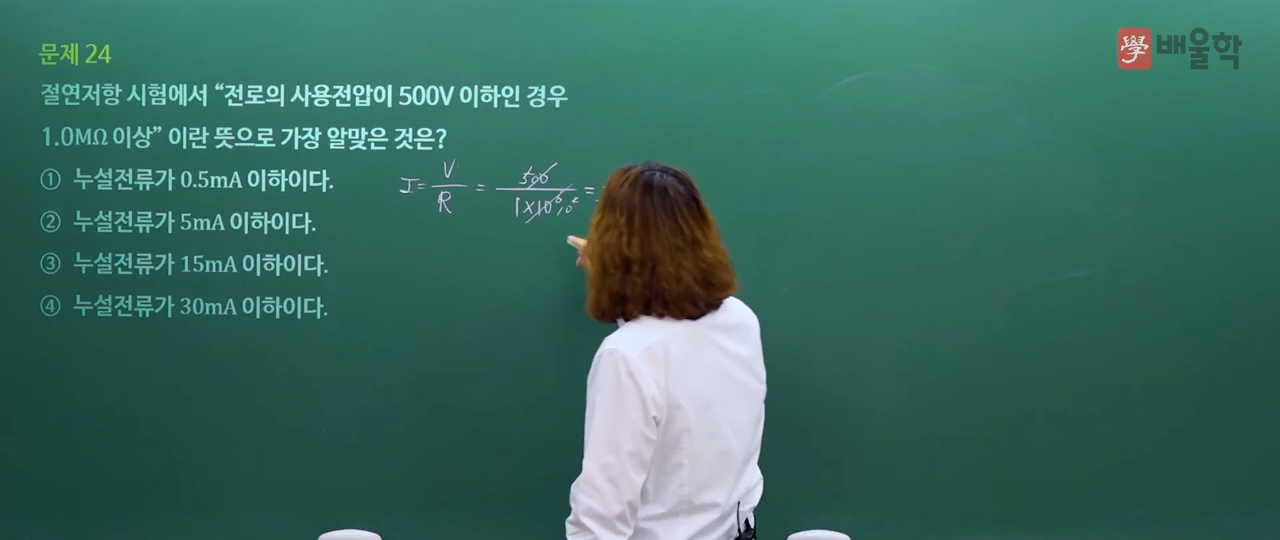 學 배울학
문제 24
절연저항 시험에서 “전로의 사용전압이 500V 이하인 경우
1.0MΩ 이상” 이란 뜻으로 가장 알맞은 것은?
① 누설전류가 0.5mA 이하이다.
② 누설전류가 5mA 이하이다.
③ 누설전류가 15mA 이하이다.
④ 누설전류가 30mA 이하이다.
I = V/R = 500/1×10⁶ =